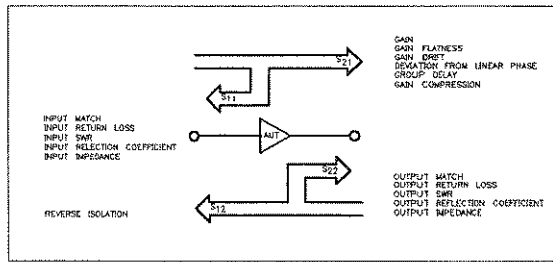 GAIN
GAIN FLATNESS
GAIN DRIFT
DEVIATION FROM LINEAR PHASE
GROUP DELAY
GAIN COMPRESSION
S21
S11
INPUT MATCH
INPUT RETURN LOSS
INPUT SWR
INPUT RELECTION COEFFICIENT
INPUT IMPEDANCE
AUT
S22
OUTPUT MATCH
OUTPUT RETURN LOSS
OUTPUT SWR
OUTPUT REFLECTION COEFFICIENT
OUTPUT IMPEDANCE
REVERSE ISOLATION
S12